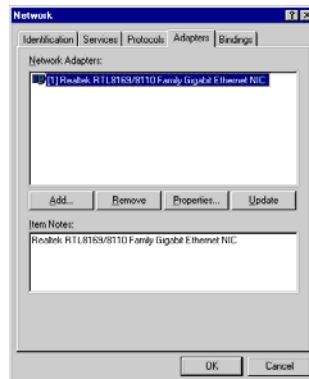 Network
Identification Services Protocols Adapters Bindings
Network Adapters:
[1] Realtek RTL8169/8110 Family Gigabit Ethernet NIC
Add... Remove Properties... Update
Item Notes:
Realtek RTL8169/8110 Family Gigabit Ethernet NIC
OK Cancel